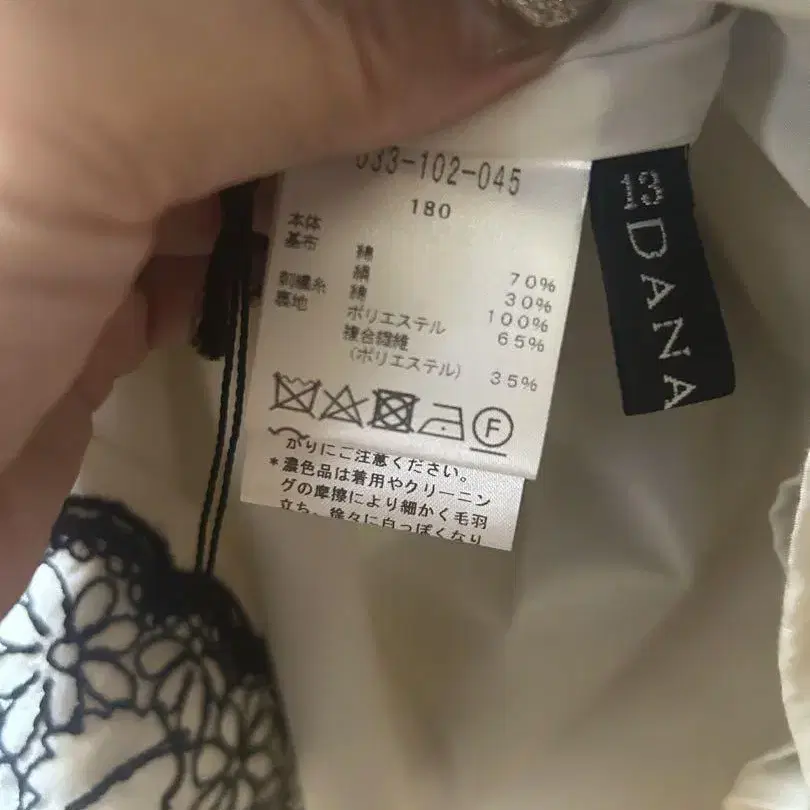 033-102-045
180
本体
基布 綿 70%
絹 30%
刺繍糸 綿 100%
裏地 ポリエステル 65%
複合繊維
(ポリエステル) 35%
F
がりにご注意ください。
*濃色品は着用やクリーニン
グの摩擦により細かく毛羽
立ち、徐々に白っぽくなり
13 DANA